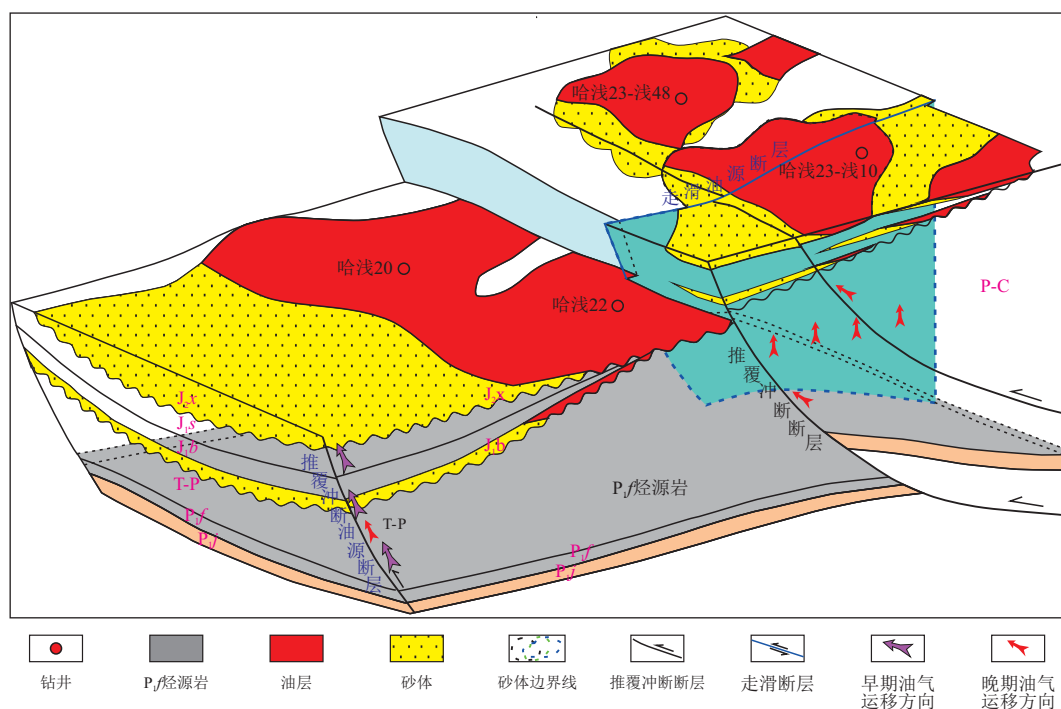 哈浅23-浅48
哈浅23-浅10
走滑油源断层
哈浅20
哈浅22
P-C
推覆冲断断层
J₂x
J₁s
J₁b
T-P
P₁f
P₁j
J₂x
J₁b
推覆冲断油源断层
T-P
P₁f烃源岩
P₁f
P₁j
钻井
P₁f烃源岩
油层
砂体
砂体边界线
推覆冲断断层
走滑断层
早期油气
运移方向
晚期油气
运移方向